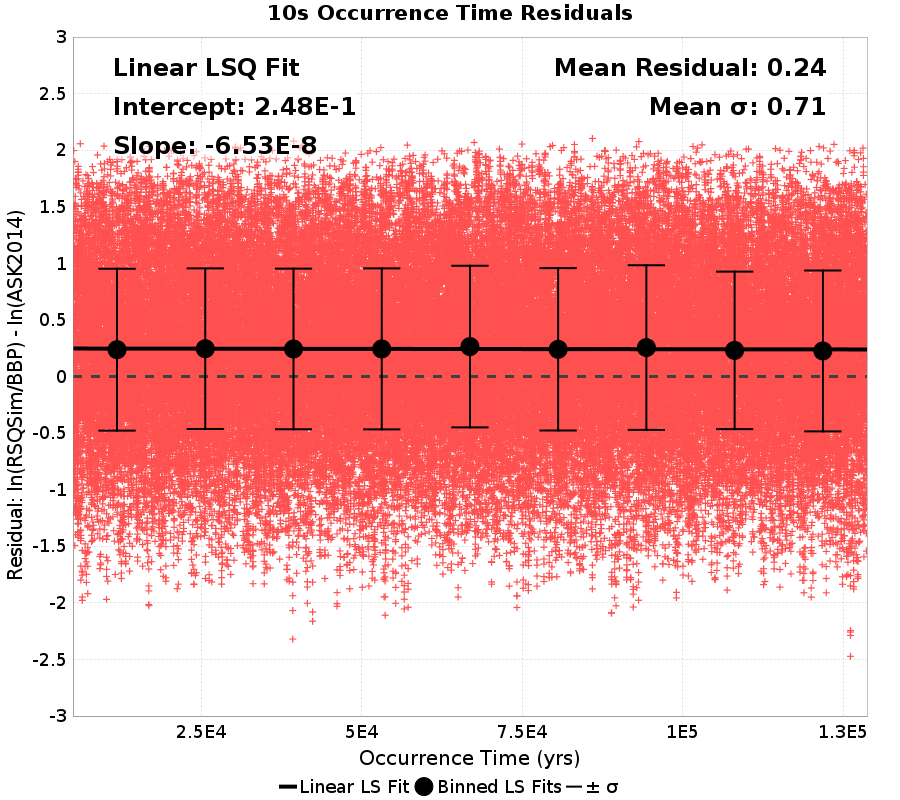 10s Occurrence Time Residuals
Linear LSQ Fit
Intercept: 2.48E-1
Slope: -6.53E-8
Mean Residual: 0.24
Mean σ: 0.71
Residual: ln(RSQSim/BBP) - ln(ASK2014)
3
2.5
2
1.5
1
0.5
0
-0.5
-1
-1.5
-2
-2.5
-3
2.5E4 5E4 7.5E4 1E5 1.3E5
Occurrence Time (yrs)
Linear LS Fit Binned LS Fits ± σ